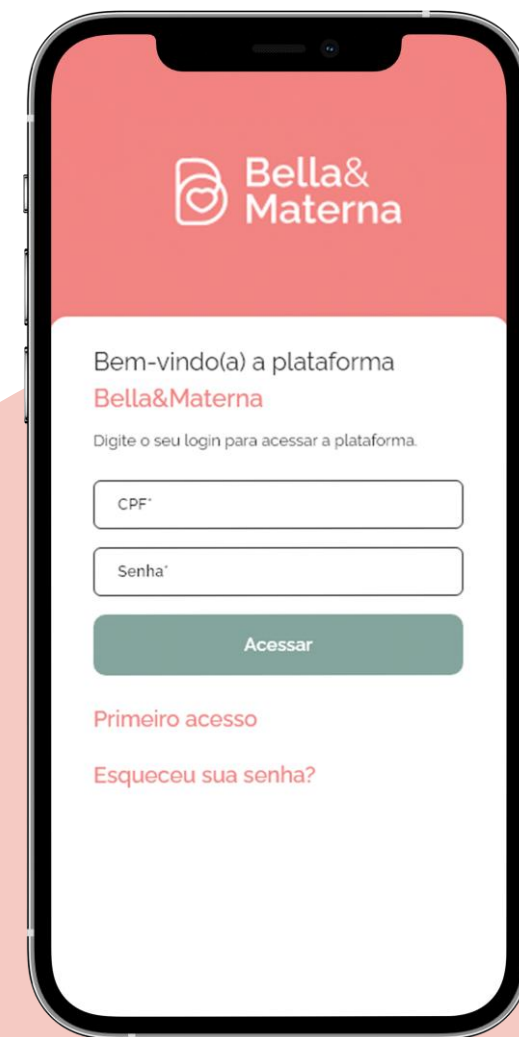 Bella&
Materna
Bem-vindo(a) a plataforma
Bella&Materna
Digite o seu login para acessar a plataforma.
CPF*
Senha*
Acessar
Primeiro acesso
Esqueceu sua senha?